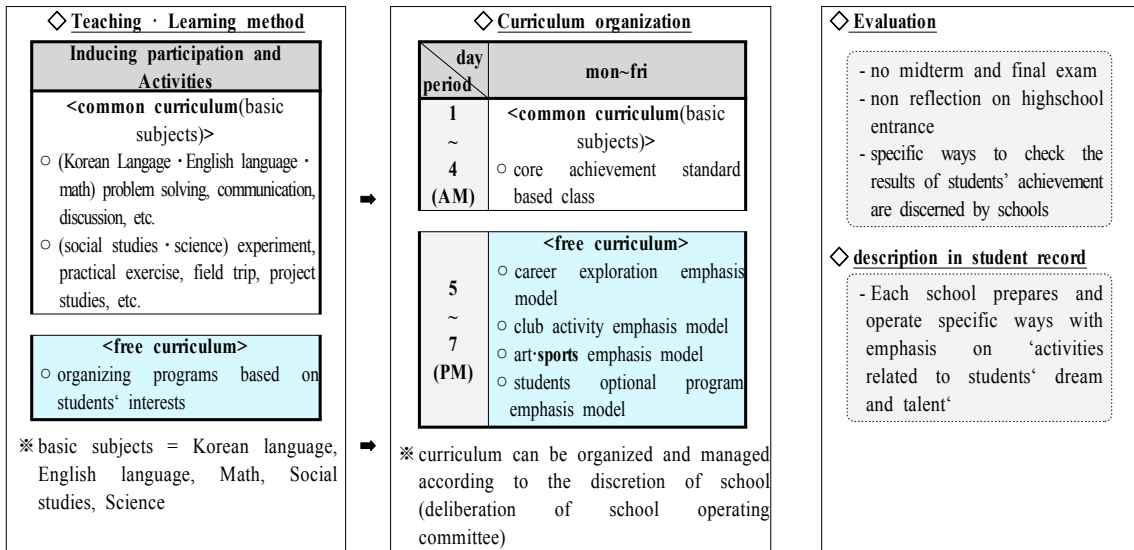 ◇ Teaching · Learning method
Inducing participation and
Activities
<common curriculum(basic
subjects)>
○ (Korean Langage · English language ·
math) problem solving, communication,
discussion, etc.
○ (social studies · science) experiment,
practical exercise, field trip, project
studies, etc.
<free curriculum>
○ organizing programs based on
students‘ interests
※ basic subjects = Korean language,
English language, Math, Social
studies, Science
➡
➡
◇ Curriculum organization
day
period
mon~fri
1
~
4
(AM)
<common curriculum(basic
subjects)>
○ core achievement standard
based class
5
~
7
(PM)
<free curriculum>
○ career exploration emphasis
model
○ club activity emphasis model
○ art·sports emphasis model
○ students optional program
emphasis model
※ curriculum can be organized and managed
according to the discretion of school
(deliberation of school operating
committee)
◇ Evaluation
- no midterm and final exam
- non reflection on highschool
entrance
- specific ways to check the
results of students’ achievement
are discerned by schools
◇ description in student record
- Each school prepares and
operate specific ways with
emphasis on ‘activities
related to students‘ dream
and talent‘